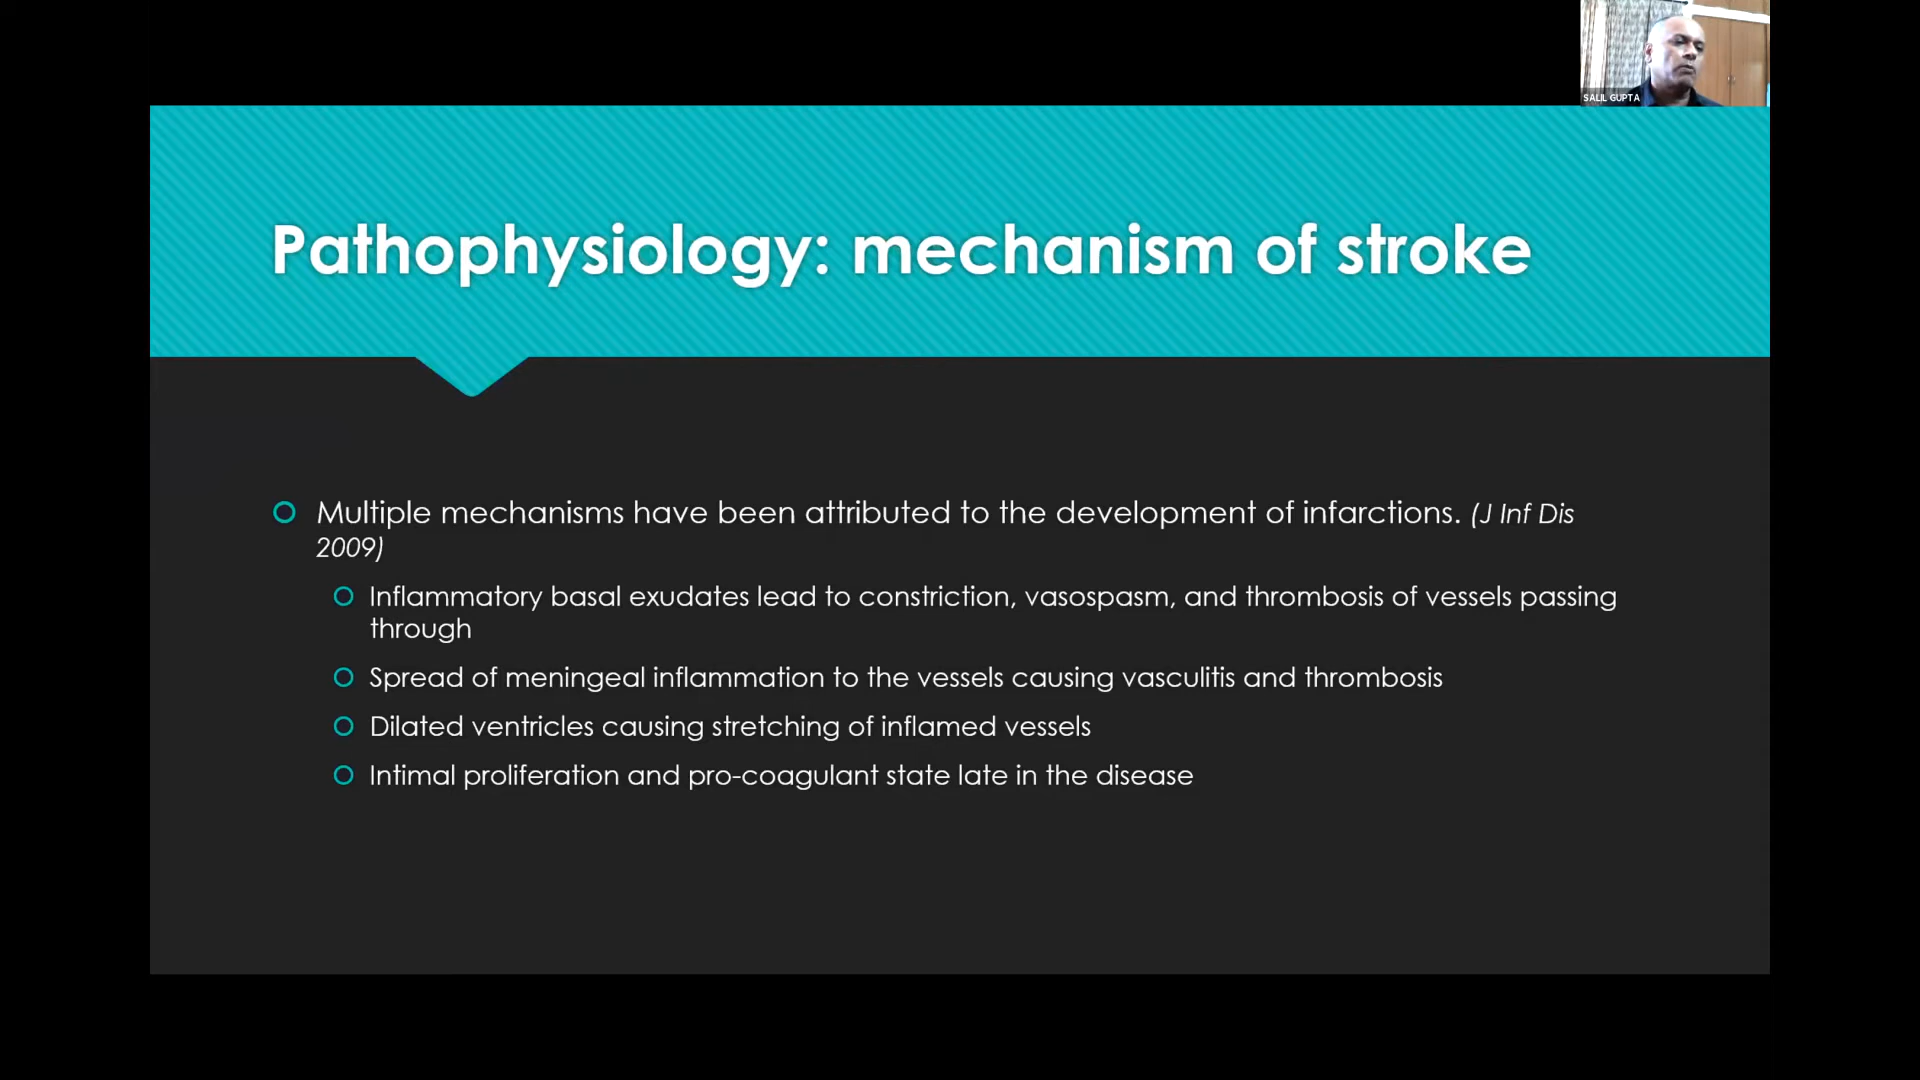 SALIL GUPTA
Pathophysiology: mechanism of stroke
Multiple mechanisms have been attributed to the development of infarctions. (J Inf Dis
2009)
Inflammatory basal exudates lead to constriction, vasospasm, and thrombosis of vessels passing
through
Spread of meningeal inflammation to the vessels causing vasculitis and thrombosis
Dilated ventricles causing stretching of inflamed vessels
Intimal proliferation and pro-coagulant state late in the disease